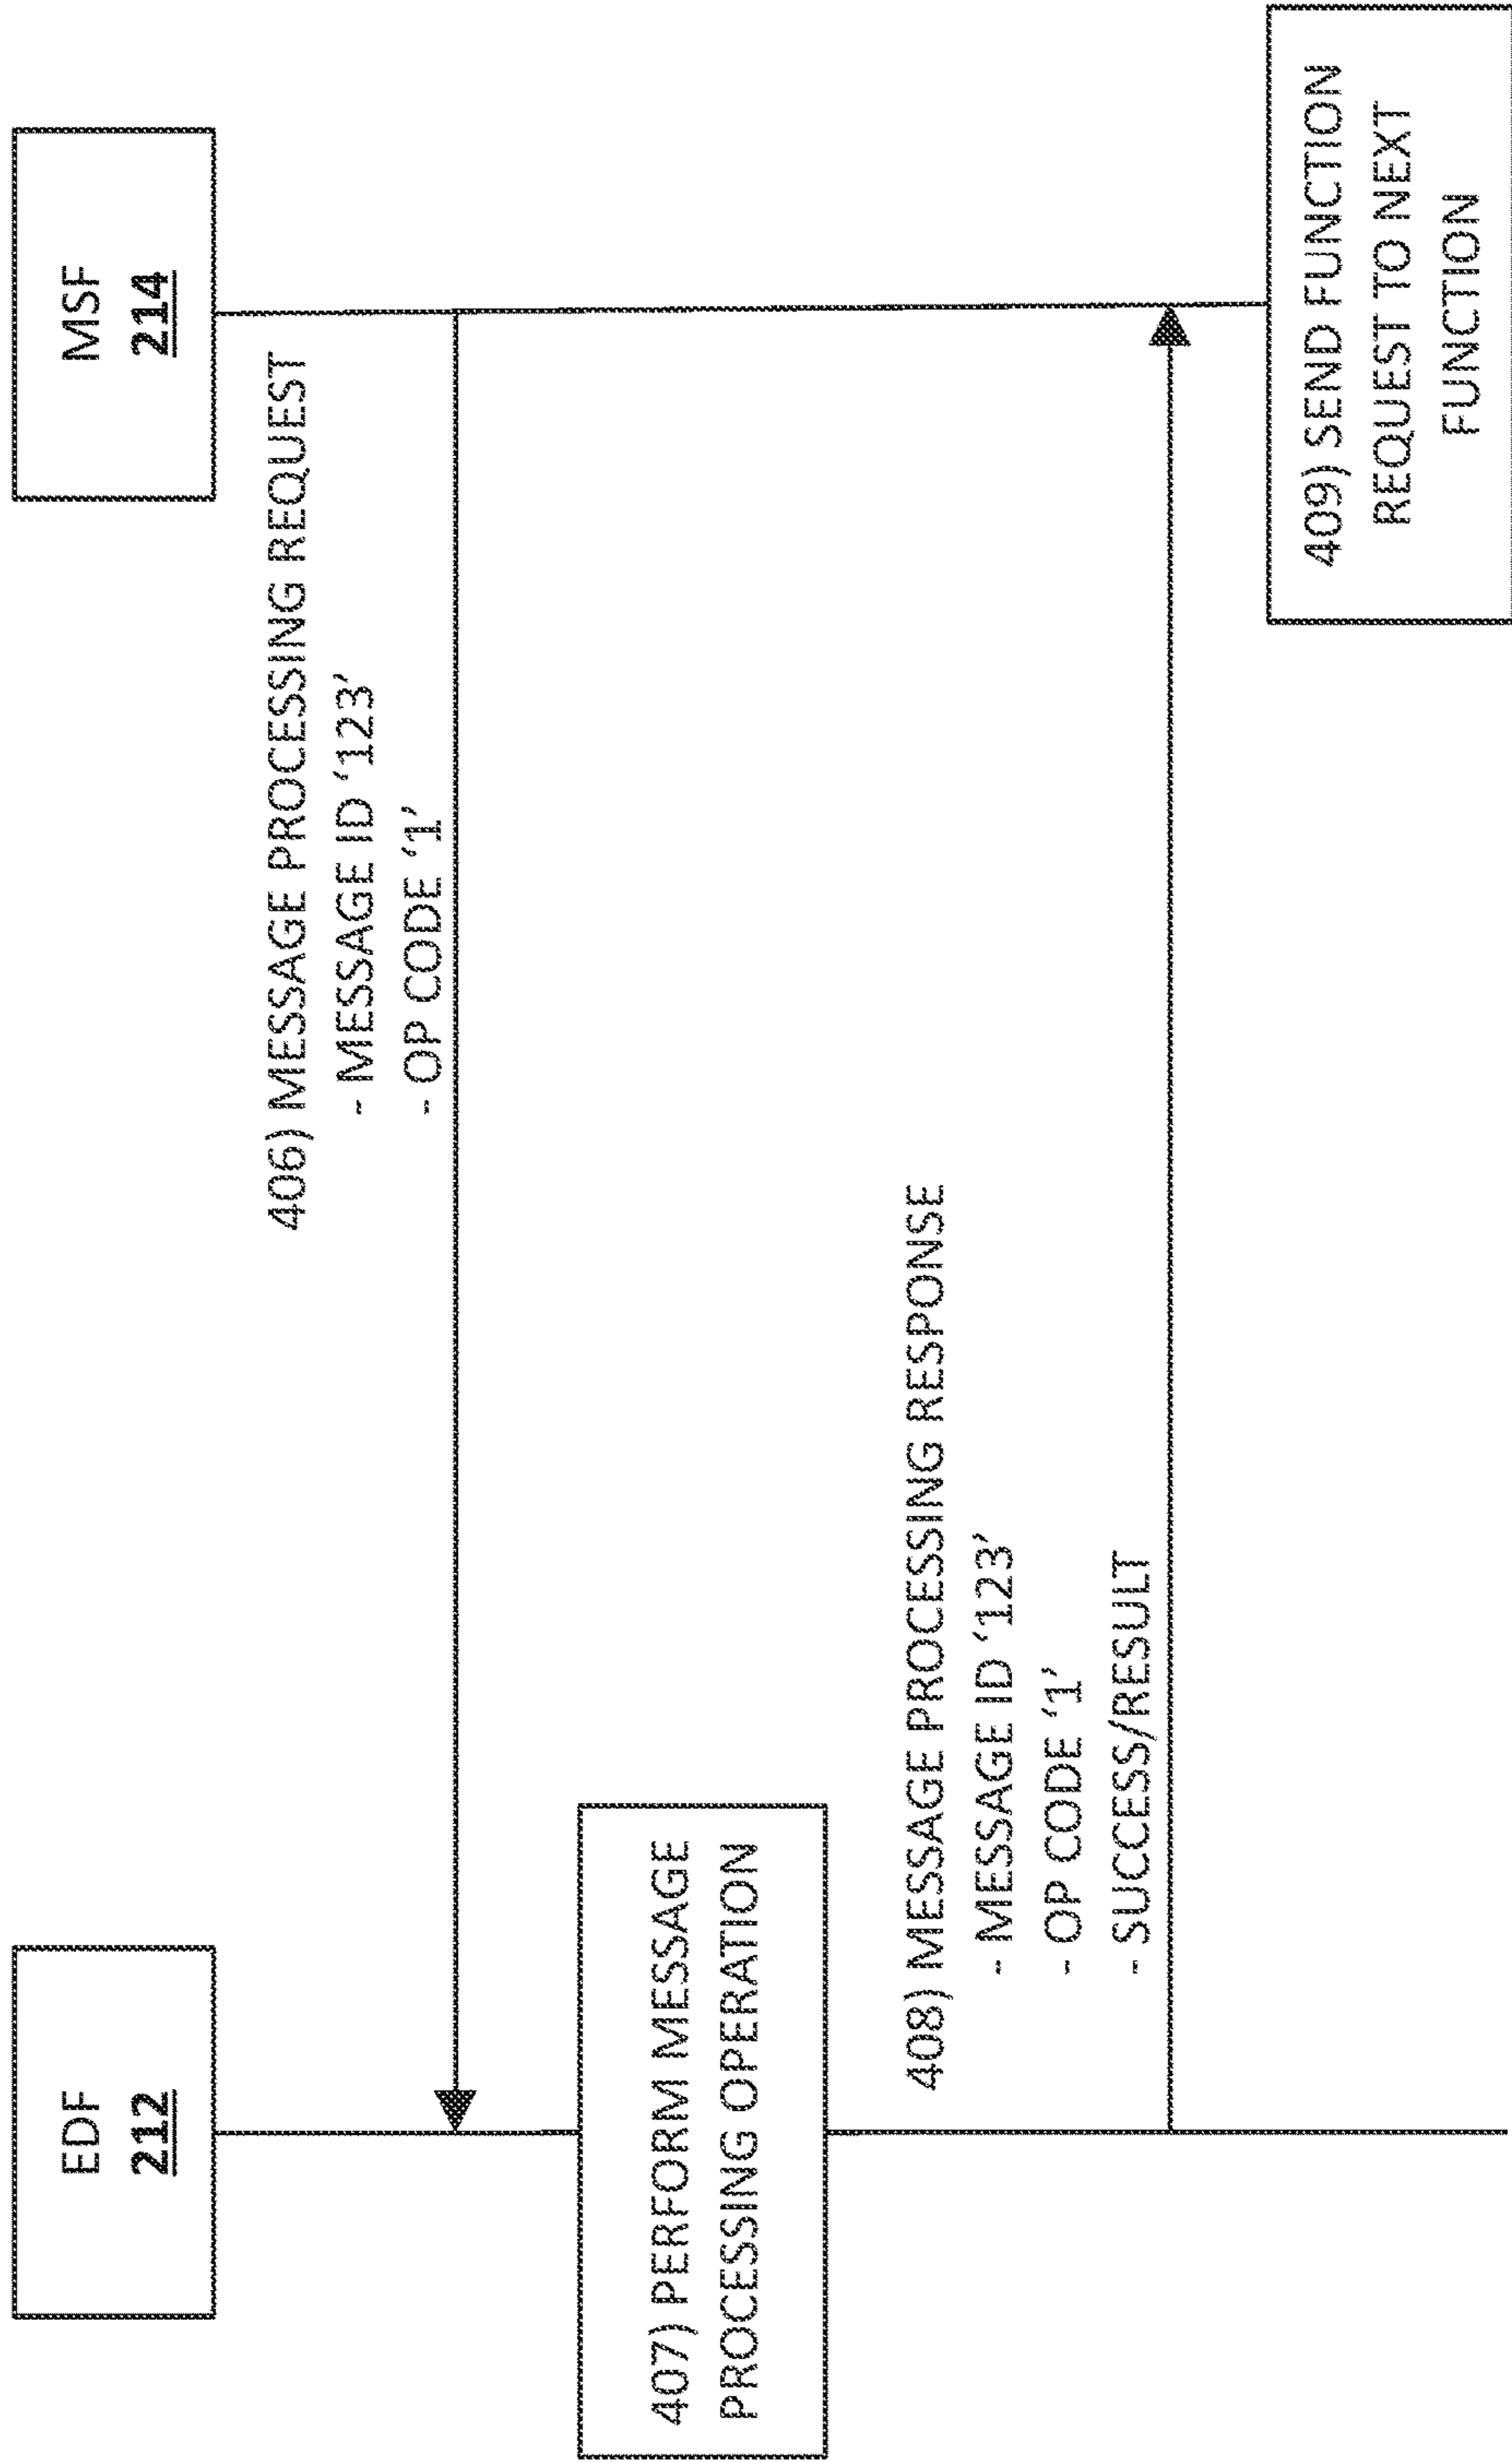 EDF
212
MSF
214
406) MESSAGE PROCESSING REQUEST
- MESSAGE ID ‘123’
- OP CODE ‘1’
407) PERFORM MESSAGE
PROCESSING OPERATION
408) MESSAGE PROCESSING RESPONSE
- MESSAGE ID ‘123’
- OP CODE ‘1’
- SUCCESS/RESULT
409) SEND FUNCTION
REQUEST TO NEXT
FUNCTION